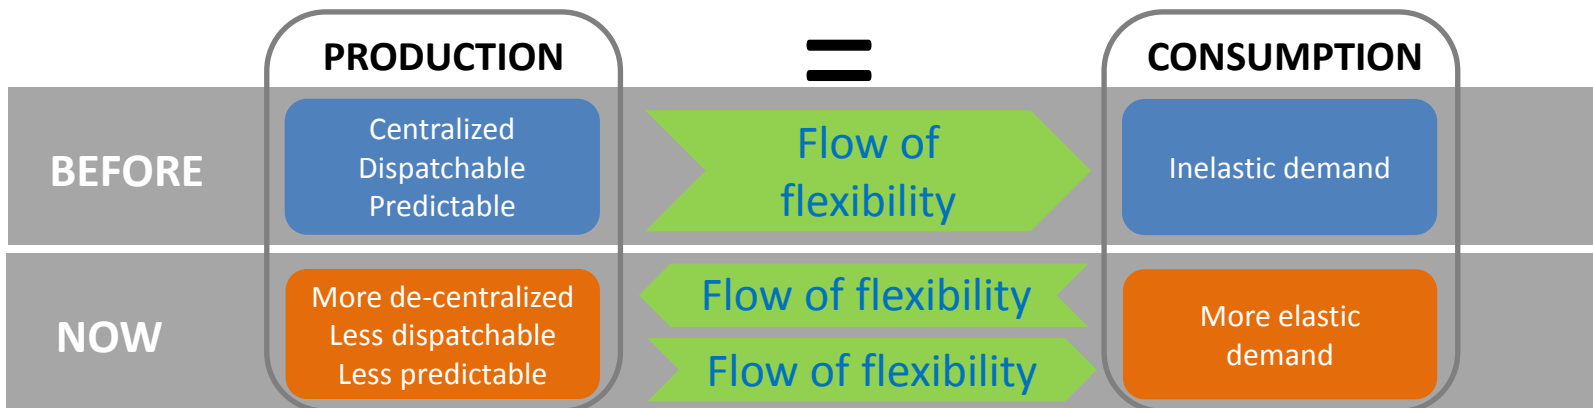 PRODUCTION
=
CONSUMPTION
BEFORE
Centralized
Dispatchable
Predictable
Flow of
flexibility
Inelastic demand
NOW
More de-centralized
Less dispatchable
Less predictable
Flow of flexibility
Flow of flexibility
More elastic
demand